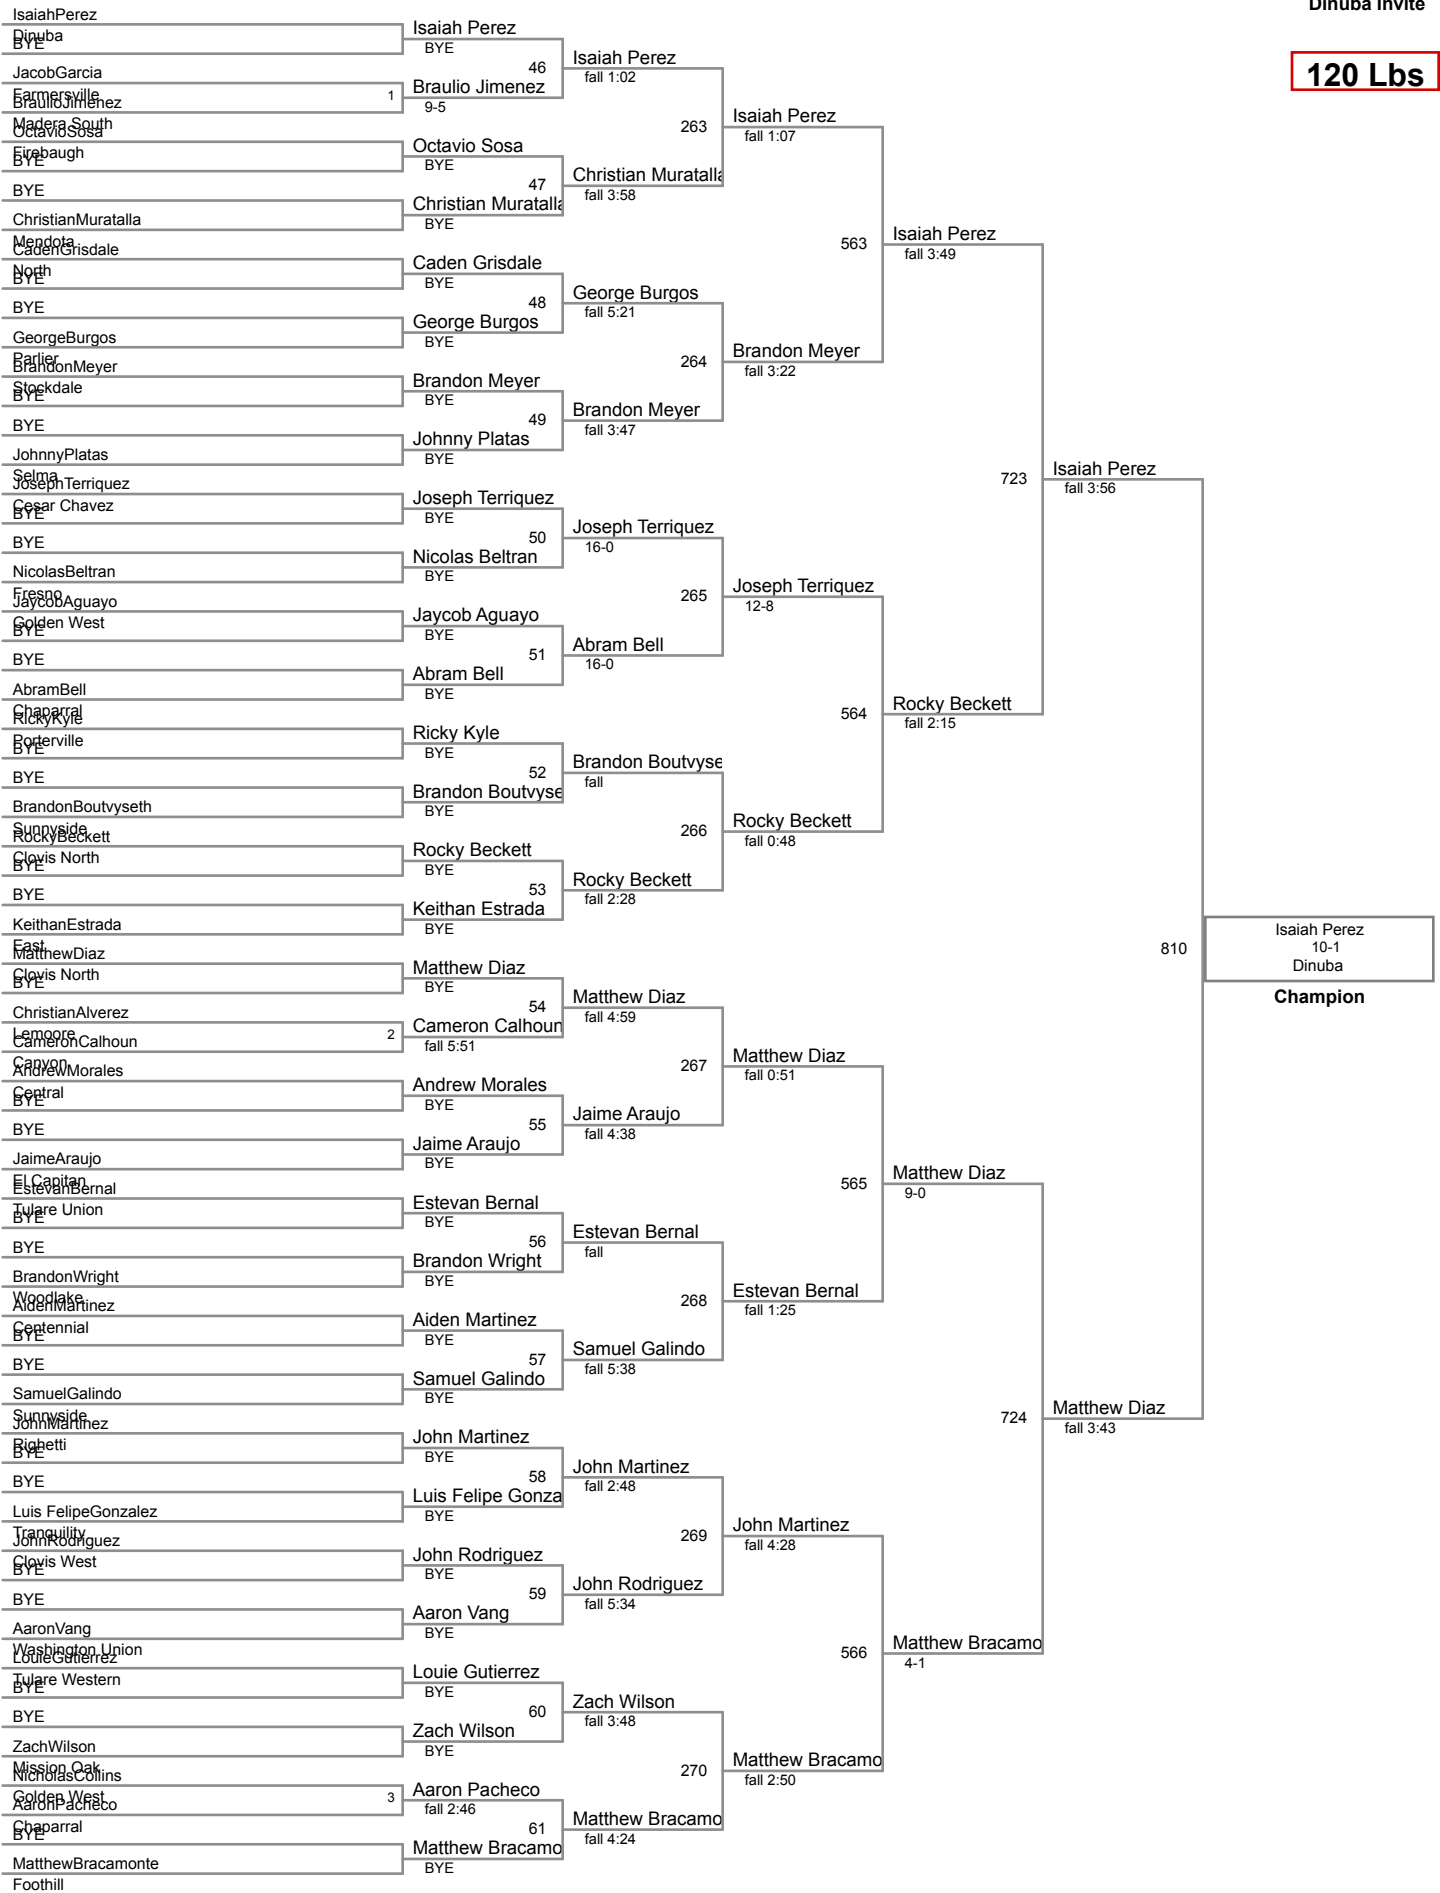 Dinuba Invite
120 Lbs
IsaiahPerez
Dinuba
BYE
JacobGarcia
Farmersville
1
BraulioJimenez
Madera South
OctavioSosa
Firebaugh
BYE
BYE
ChristianMuratalla
Mendota
CadenGrisdale
North
BYE
BYE
GeorgeBurgos
Parlier
BrandonMeyer
Stockdale
BYE
BYE
JohnnyPlatas
Selma
JosephTerriquez
Cesar Chavez
BYE
BYE
NicolasBeltran
Fresno
JaycobAguayo
Golden West
BYE
BYE
AbramBell
Chaparral
RickyKyle
Porterville
BYE
BYE
BrandonBoutvyseth
Sunnyside
RockyBeckett
Clovis North
BYE
BYE
KeithanEstrada
East
MatthewDiaz
Clovis North
BYE
ChristianAlverez
Lemoore
2
CameronCalhoun
Canyon
AndrewMorales
Central
BYE
BYE
JaimeAraujo
El Capitan
EstevanBernal
Tulare Union
BYE
BYE
BrandonWright
Woodlake
AidenMartinez
Centennial
BYE
BYE
SamuelGalindo
Sunnyside
JohnMartinez
Righetti
BYE
BYE
Luis FelipeGonzalez
Tranquility
JohnRodriguez
Clovis West
BYE
BYE
AaronVang
Washington Union
LouieGutierrez
Tulare Western
BYE
BYE
ZachWilson
Mission Oak
NicholasCollins
Golden West
3
AaronPacheco
Chaparral
BYE
MatthewBracamonte
Foothill
Isaiah Perez
BYE
46
Braulio Jimenez
9-5
Octavio Sosa
BYE
47
Christian Muratalla
BYE
Caden Grisdale
BYE
48
George Burgos
BYE
Brandon Meyer
BYE
49
Johnny Platas
BYE
Joseph Terriquez
BYE
50
Nicolas Beltran
BYE
Jaycob Aguayo
BYE
51
Abram Bell
BYE
Ricky Kyle
BYE
52
Brandon Boutvyse
BYE
Rocky Beckett
BYE
53
Keithan Estrada
BYE
Matthew Diaz
BYE
54
Cameron Calhoun
fall 5:51
Andrew Morales
BYE
55
Jaime Araujo
BYE
Estevan Bernal
BYE
56
Brandon Wright
BYE
Aiden Martinez
BYE
57
Samuel Galindo
BYE
John Martinez
BYE
58
Luis Felipe Gonza
BYE
John Rodriguez
BYE
59
Aaron Vang
BYE
Louie Gutierrez
BYE
60
Zach Wilson
BYE
Aaron Pacheco
fall 2:46
61
Matthew Bracamo
BYE
Isaiah Perez
fall 1:02
263
Christian Muratalla
fall 3:58
George Burgos
fall 5:21
264
Brandon Meyer
fall 3:47
Joseph Terriquez
16-0
265
Abram Bell
16-0
Brandon Boutvyse
fall
266
Rocky Beckett
fall 2:28
Matthew Diaz
fall 4:59
267
Jaime Araujo
fall 4:38
Estevan Bernal
fall
268
Samuel Galindo
fall 5:38
John Martinez
fall 2:48
269
John Rodriguez
fall 5:34
Zach Wilson
fall 3:48
270
Matthew Bracamo
fall 4:24
Isaiah Perez
fall 1:07
563
Brandon Meyer
fall 3:22
Joseph Terriquez
12-8
564
Rocky Beckett
fall 0:48
Matthew Diaz
fall 0:51
565
Estevan Bernal
fall 1:25
John Martinez
fall 4:28
566
Matthew Bracamo
fall 2:50
Isaiah Perez
fall 3:49
723
Rocky Beckett
fall 2:15
Matthew Diaz
9-0
724
Matthew Bracamo
4-1
Isaiah Perez
fall 3:56
810
Matthew Diaz
fall 3:43
Isaiah Perez
10-1
Dinuba
Champion